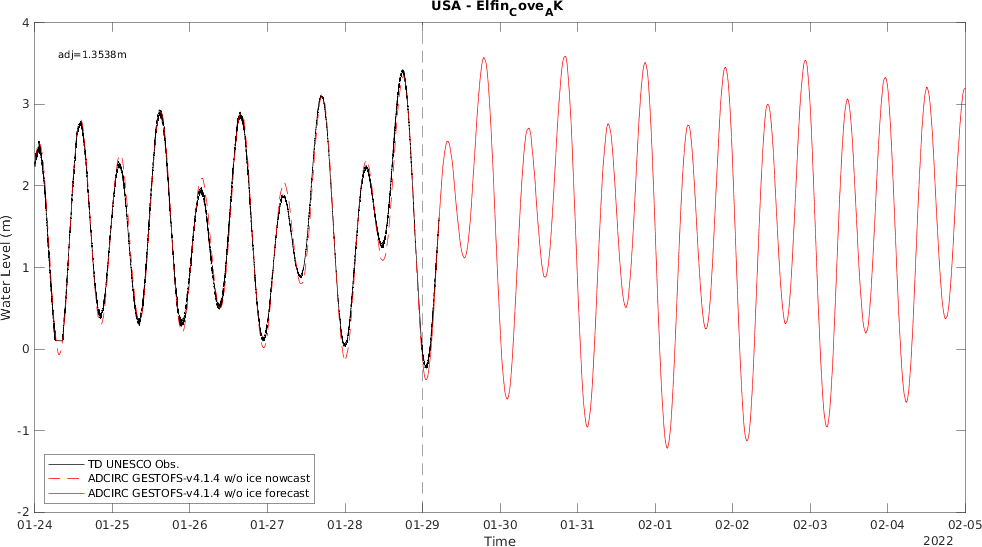 USA - Elfin_Cove_AK
adj=1.3538m
4
3
2
1
0
-1
-2
Water Level (m)
TD UNESCO Obs.
ADCIRC GESTOFS-v4.1.4 w/o ice nowcast
ADCIRC GESTOFS-v4.1.4 w/o ice forecast
01-24 01-25 01-26 01-27 01-28 01-29 01-30 01-31 02-01 02-02 02-03 02-04 02-05
Time
2022